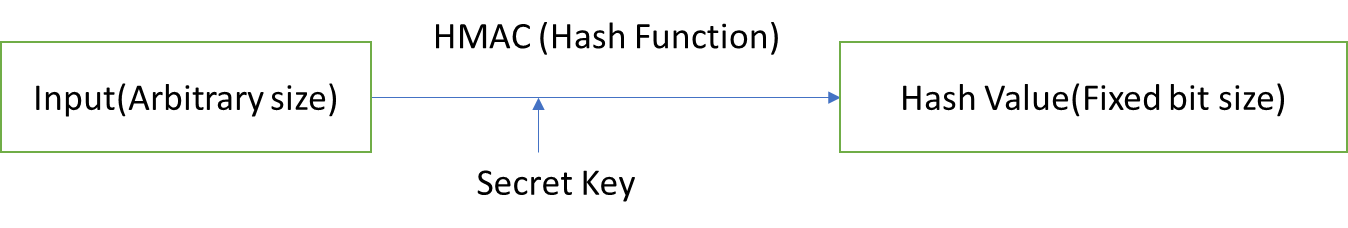 HMAC (Hash Function)
Input(Arbitrary size)
Hash Value(Fixed bit size)
Secret Key